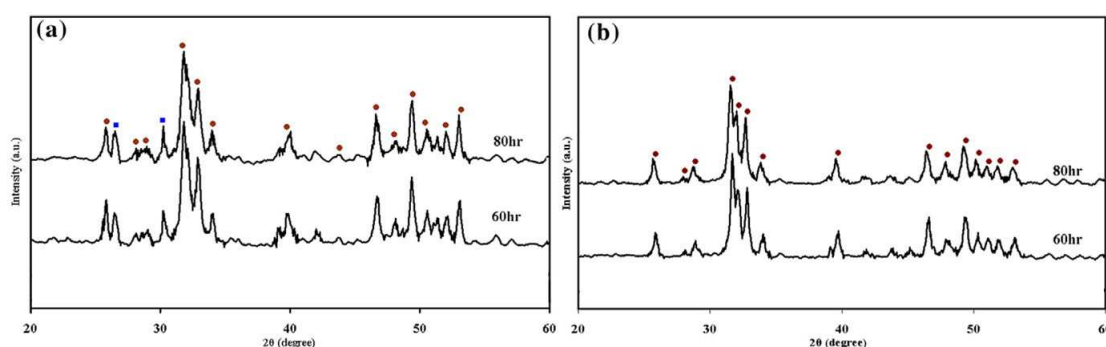 (a)
80hr
60hr
Intensity (a.u.)
20 30 40 50 60
2θ (degree)
(b)
80hr
60hr
Intensity (a.u.)
20 30 40 50 60
2θ (degree)